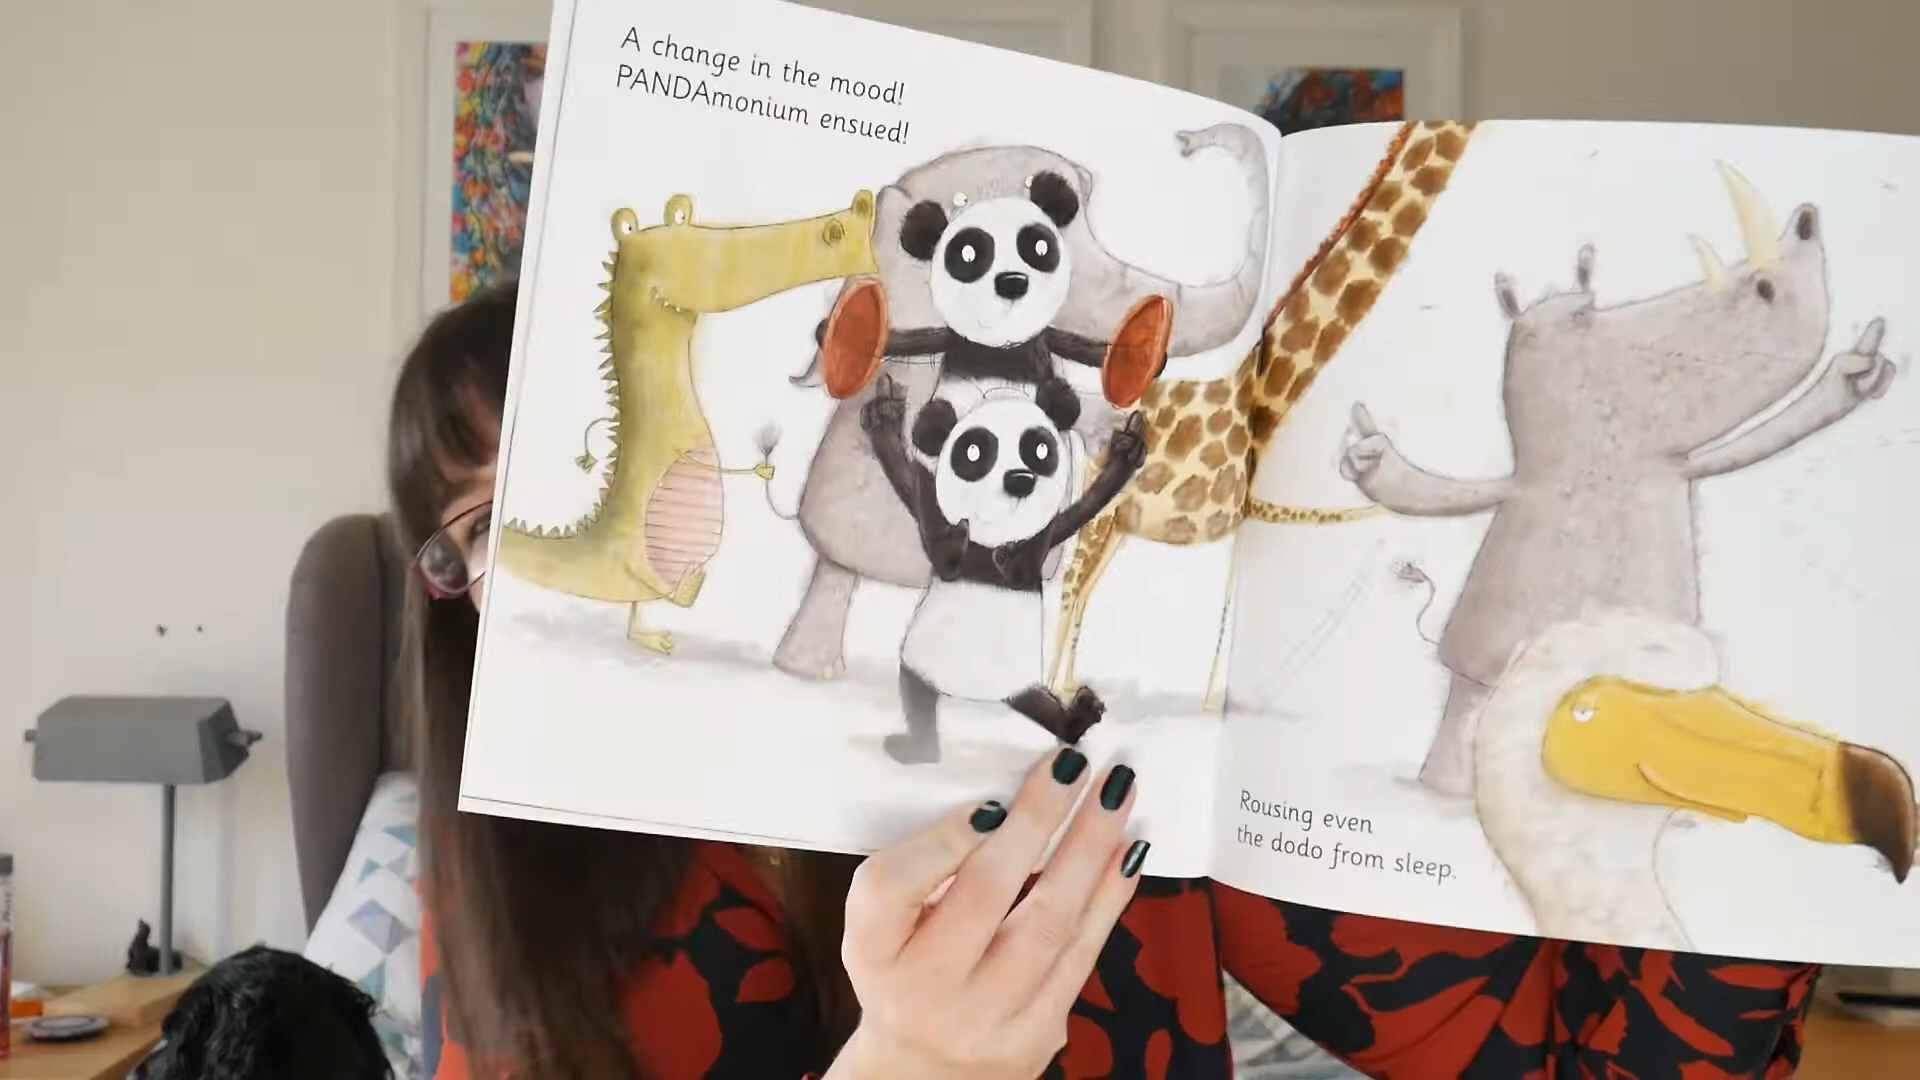 A change in the mood!
PANDAmonium ensued!
Rousing even
the dodo from sleep.